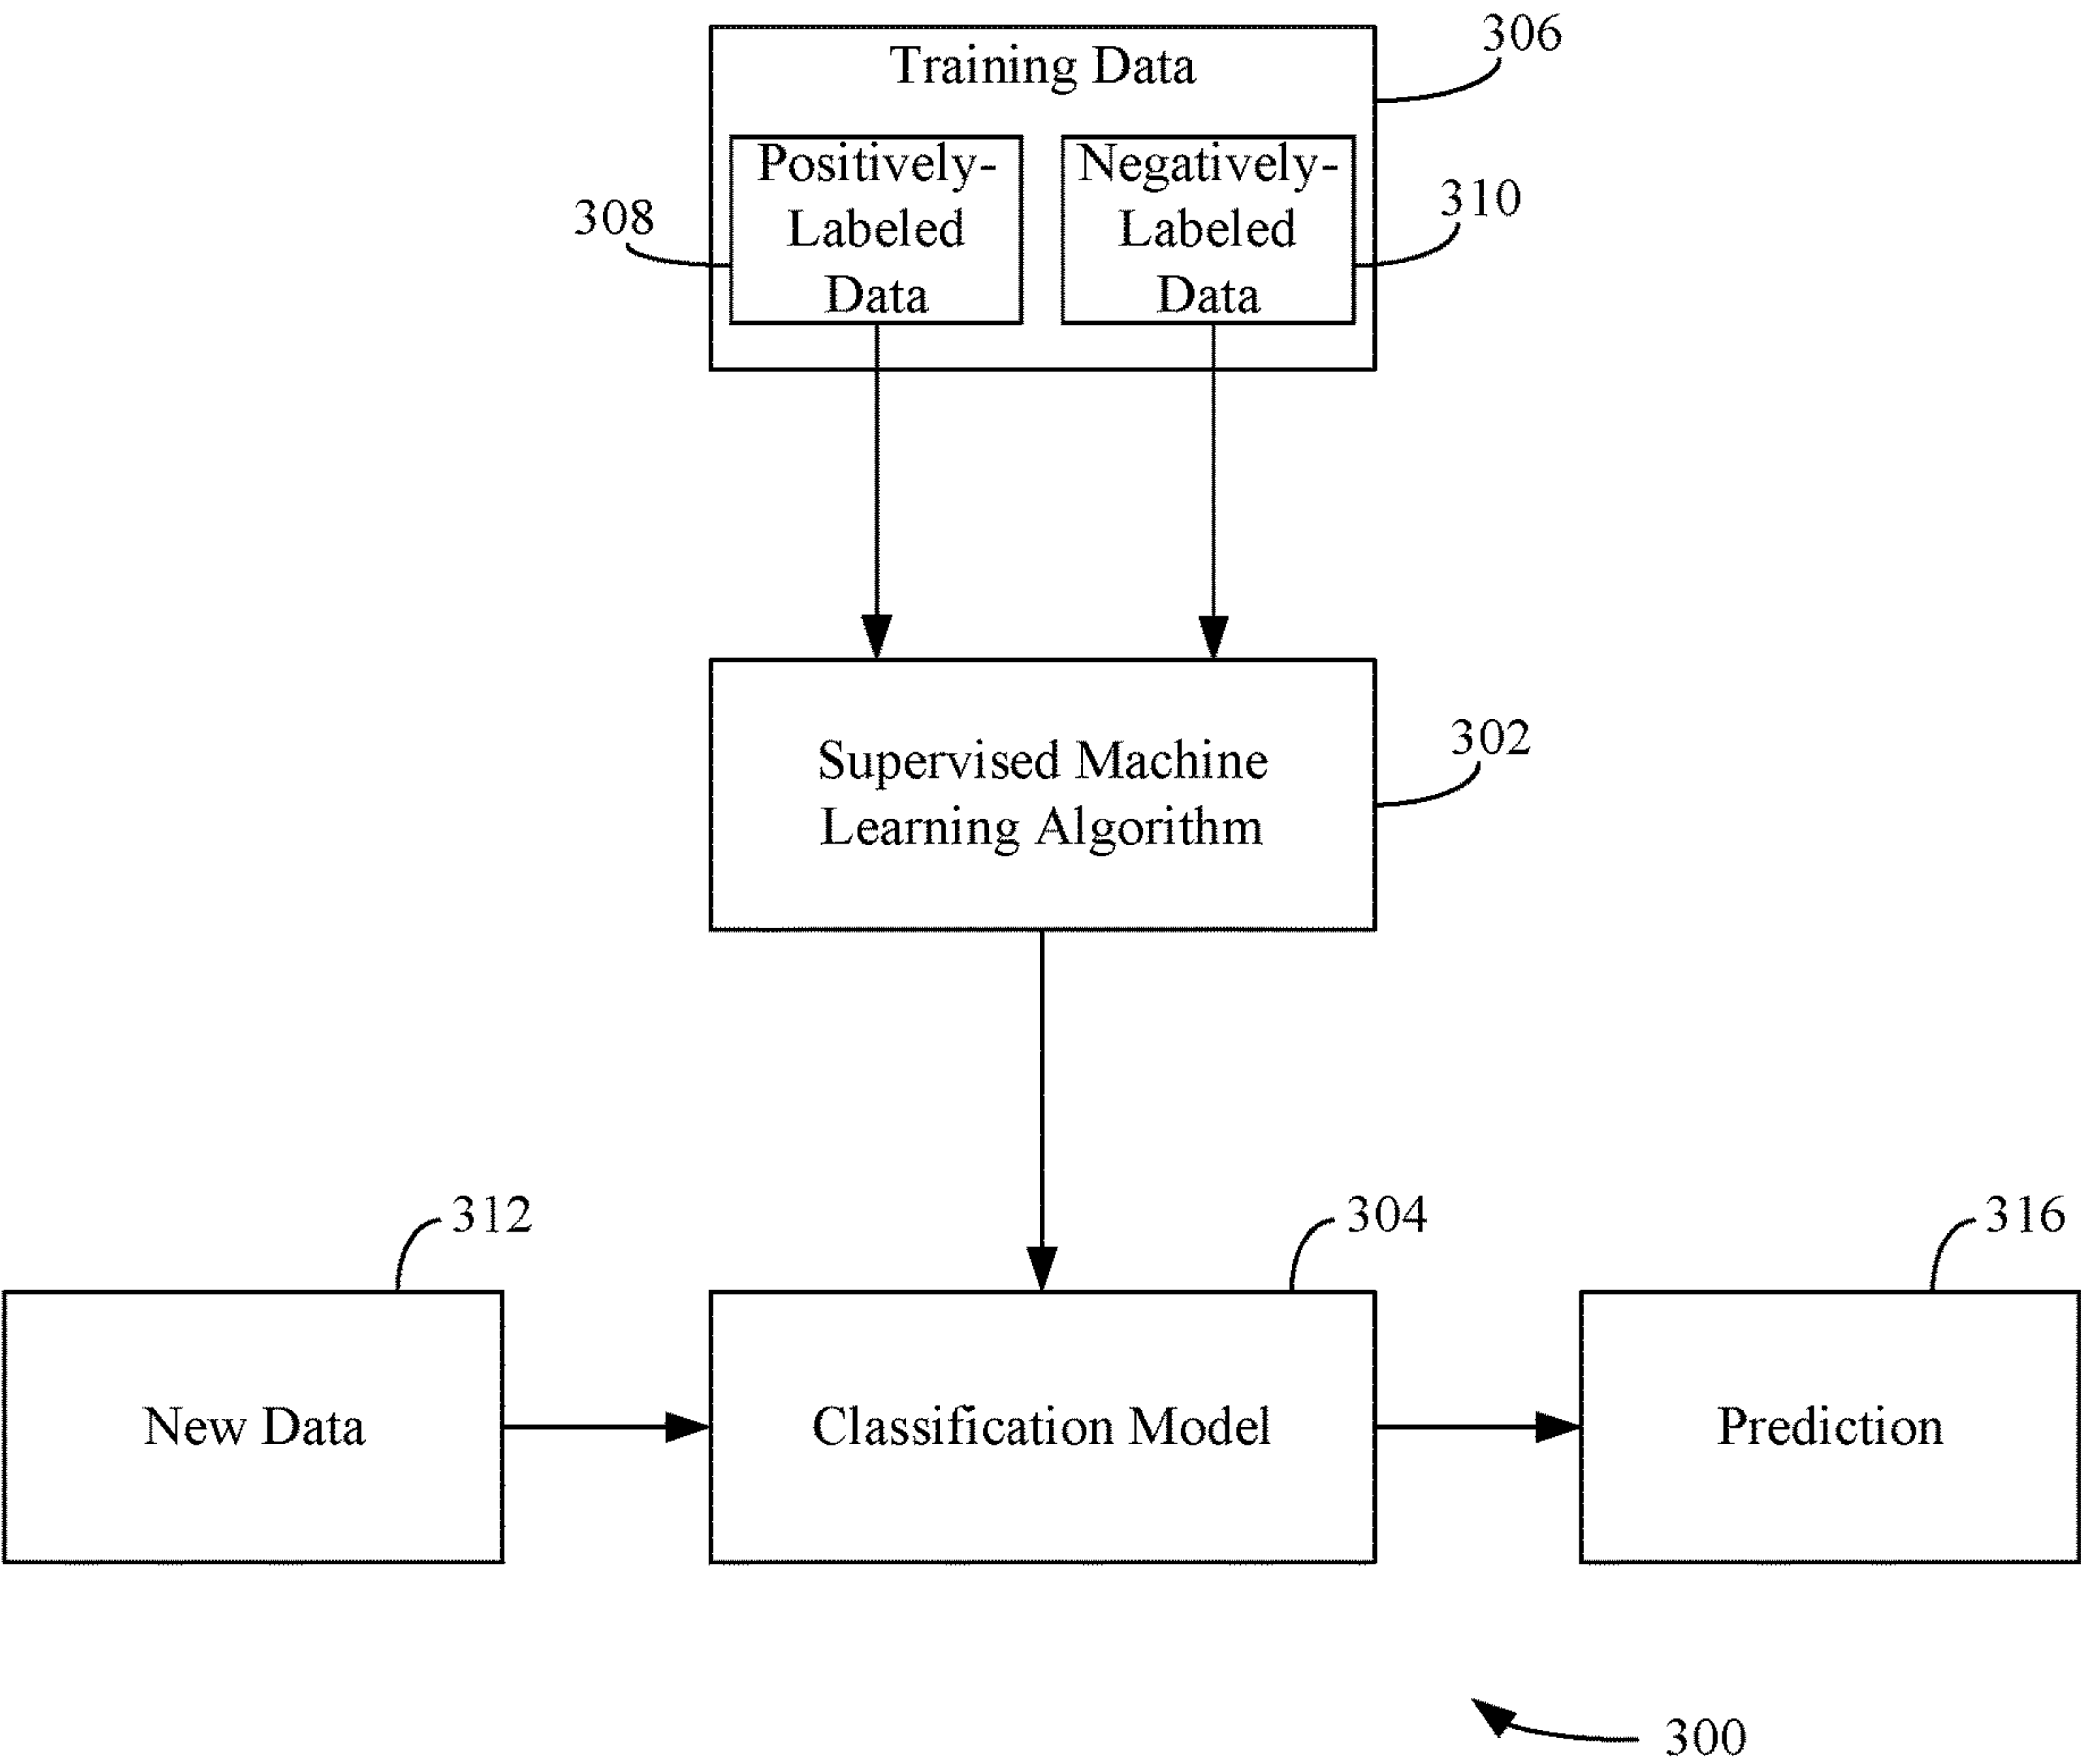 306
Training Data
Positively-
Labeled
Data
308
Negatively-
Labeled
Data
310
Supervised Machine
Learning Algorithm
302
312
304
316
New Data
Classification Model
Prediction
300